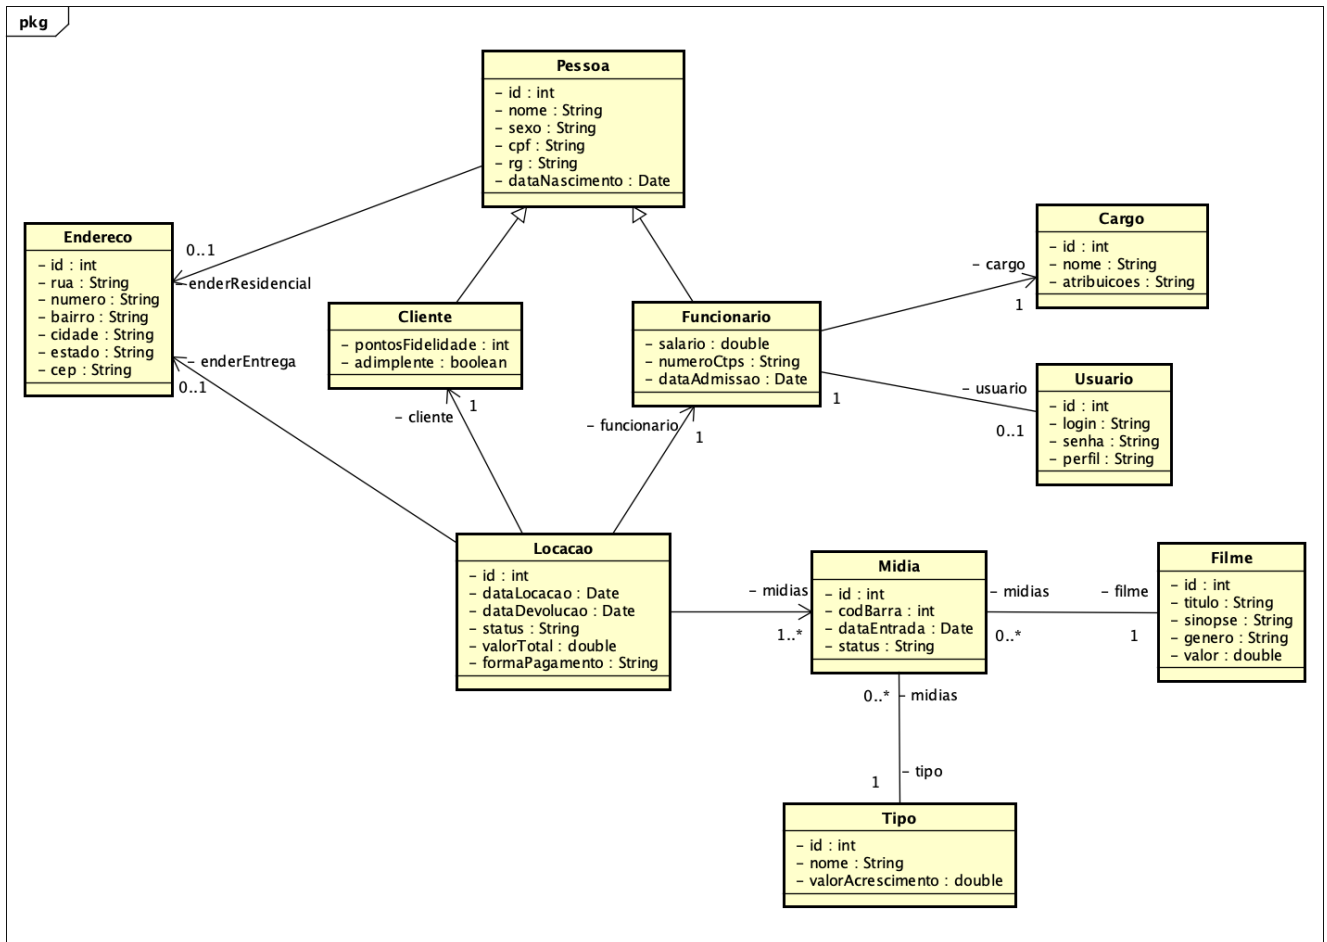 pkg
Pessoa
- id : int
- nome : String
- sexo : String
- cpf : String
- rg : String
- dataNascimento : Date
Endereco
- id : int
- rua : String
- numero : String
- bairro : String
- cidade : String
- estado : String
- cep : String
0..1
- enderResidencial
- enderEntrega
0..1
Cliente
- pontosFidelidade : int
- adimplente : boolean
- cliente
1
Funcionario
- salario : double
- numeroCtps : String
- dataAdmissao : Date
- funcionario
1
- cargo
1
Cargo
- id : int
- nome : String
- atribuicoes : String
1
- usuario
0..1
Usuario
- id : int
- login : String
- senha : String
- perfil : String
Locacao
- id : int
- dataLocacao : Date
- dataDevolucao : Date
- status : String
- valorTotal : double
- formaPagamento : String
- midias
1..*
Midia
- id : int
- codBarra : int
- dataEntrada : Date
- status : String
- midias
0..*
- filme
1
Filme
- id : int
- titulo : String
- sinopse : String
- genero : String
- valor : double
0..*
- midias
- tipo
1
Tipo
- id : int
- nome : String
- valorAcrescimento : double